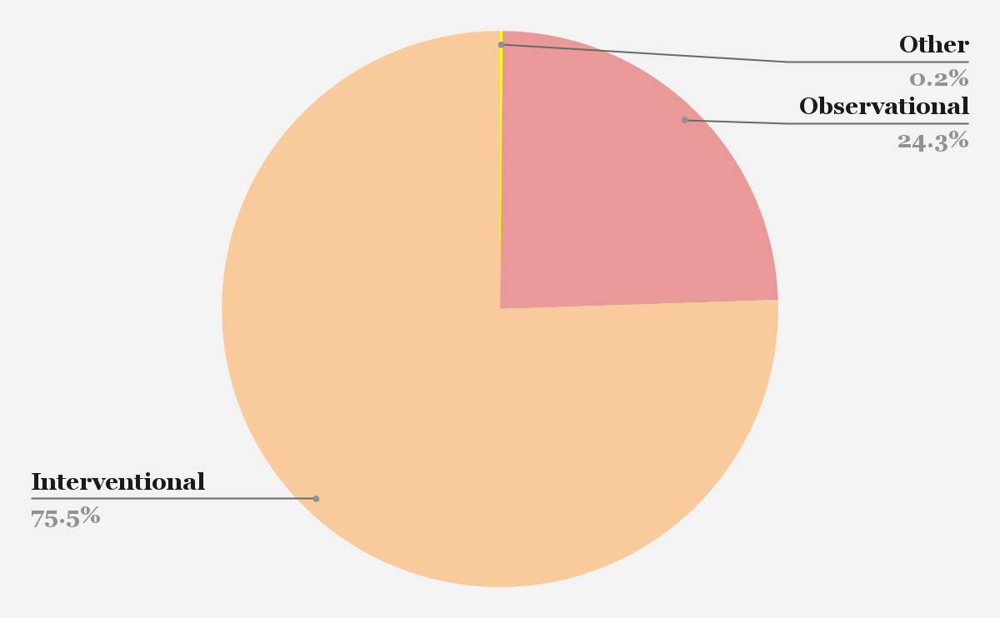 Other
0.2%
Observational
24.3%
Interventional
75.5%